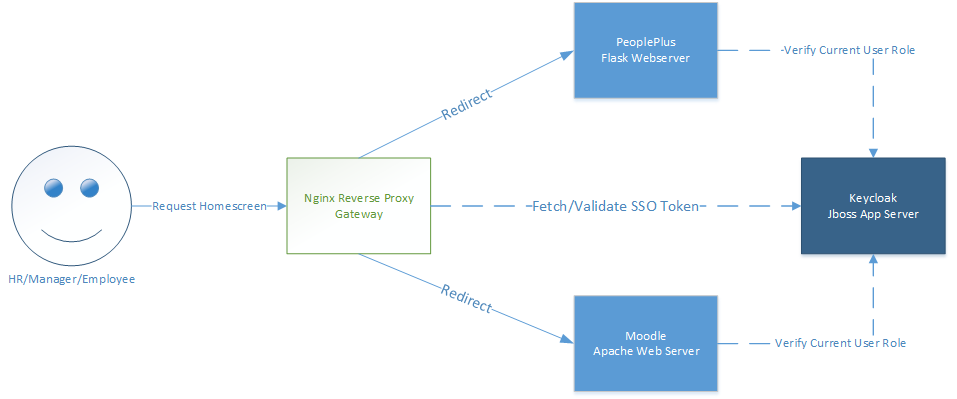 PeoplePlus
Flask Webserver
Verify Current User Role
Redirect
HR/Manager/Employee
Request Homescreen
Nginx Reverse Proxy
Gateway
Fetch/Validate SSO Token
Keycloak
Jboss App Server
Redirect
Moodle
Apache Web Server
Verify Current User Role